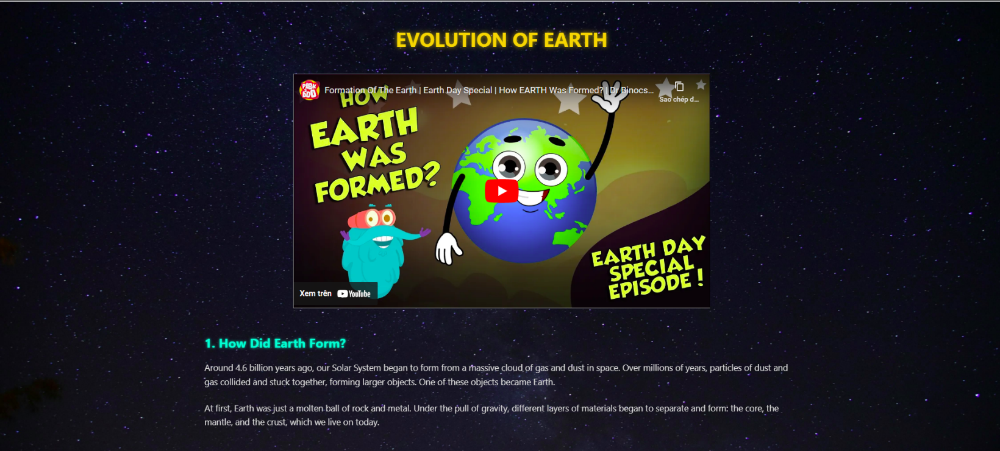 EVOLUTION OF EARTH
PEEK A BOO
Formation Of The Earth | Earth Day Special | How EARTH Was Formed? | Dr Binocs...
Sao chép đ...
HOW
EARTH
WAS
FORMED?
EARTH DAY
SPECIAL
EPISODE !
Xem trên YouTube
1. How Did Earth Form?
Around 4.6 billion years ago, our Solar System began to form from a massive cloud of gas and dust in space. Over millions of years, particles of dust and
gas collided and stuck together, forming larger objects. One of these objects became Earth.
At first, Earth was just a molten ball of rock and metal. Under the pull of gravity, different layers of materials began to separate and form: the core, the
mantle, and the crust, which we live on today.